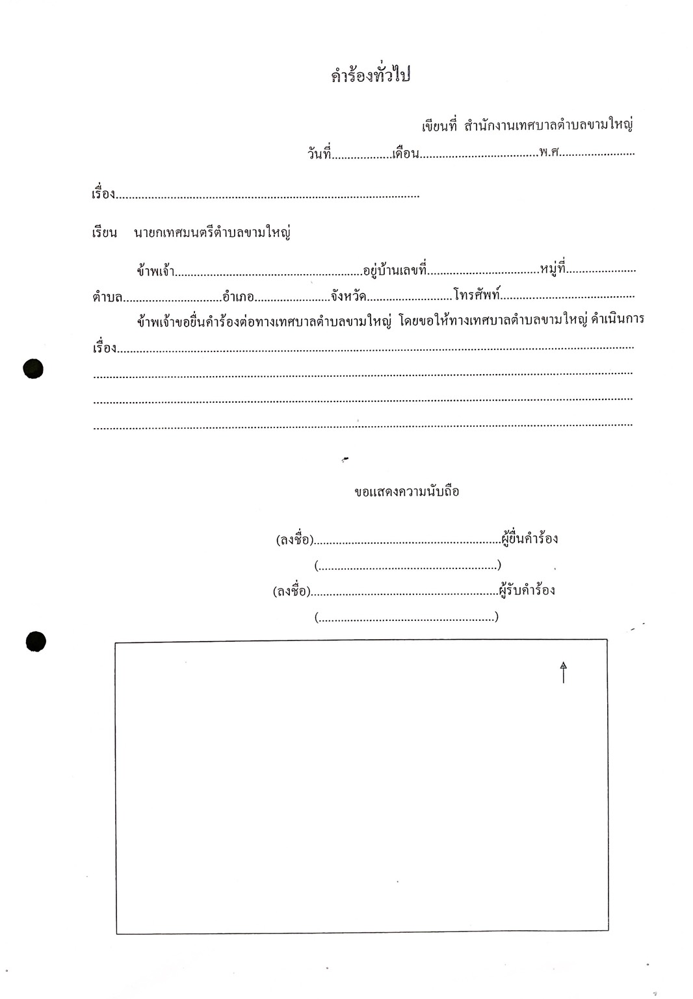 คำร้องทั่วไป
เขียนที่ สำนักงานเทศบาลตำบลขามใหญ่
วันที่...................เดือน.....................................พ.ศ.......................
เรื่อง..............................................................................................
เรียน นายกเทศมนตรีตำบลขามใหญ่
ข้าพเจ้า..........................................................อยู่บ้านเลขที่...................................หมู่ที่......................
ตำบล...............................อำเภอ.......................จังหวัด..........................โทรศัพท์..........................................
ข้าพเจ้าขอยื่นคำร้องต่อทางเทศบาลตำบลขามใหญ่ โดยขอให้ทางเทศบาลตำบลขามใหญ่ ดำเนินการ
เรื่อง................................................................................................................................................................
.......................................................................................................................................................................
.......................................................................................................................................................................
.......................................................................................................................................................................
ขอแสดงความนับถือ
(ลงชื่อ)..........................................................ผู้ยื่นคำร้อง
(.......................................................)
(ลงชื่อ)..........................................................ผู้รับคำร้อง
(.......................................................)